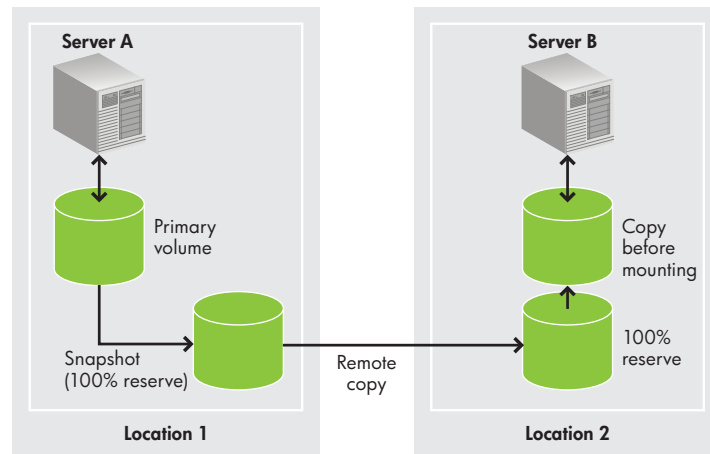 Server A
Primary
volume
Snapshot
(100% reserve)
Location 1
Remote
copy
Server B
Copy
before
mounting
100%
reserve
Location 2